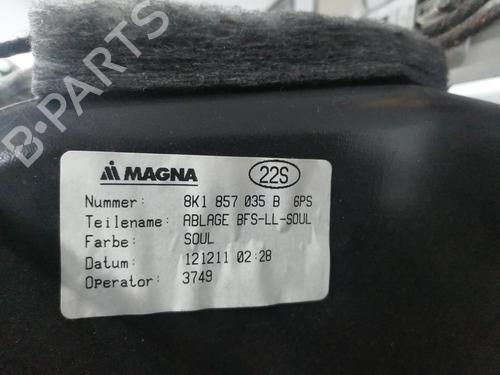 B-PARTS
MAGNA
22S
Nummer: 8K1 857 035 B 6PS
Teilename: ABLAGE BFS-LL-SOUL
Farbe: SOUL
Datum: 121211 02:28
Operator: 3749